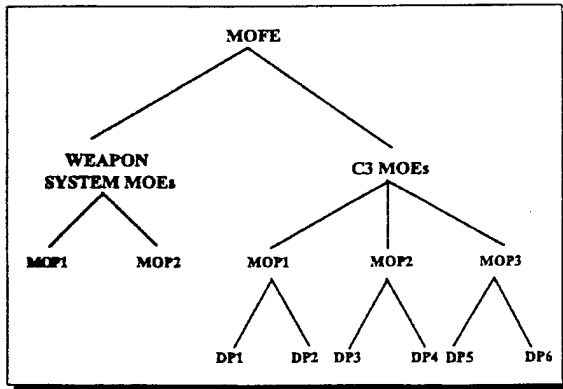 MOFE
WEAPON
SYSTEM MOEs
C3 MOEs
MOP1 MOP2 MOP1 MOP2 MOP3
DP1 DP2 DP3 DP4 DP5 DP6